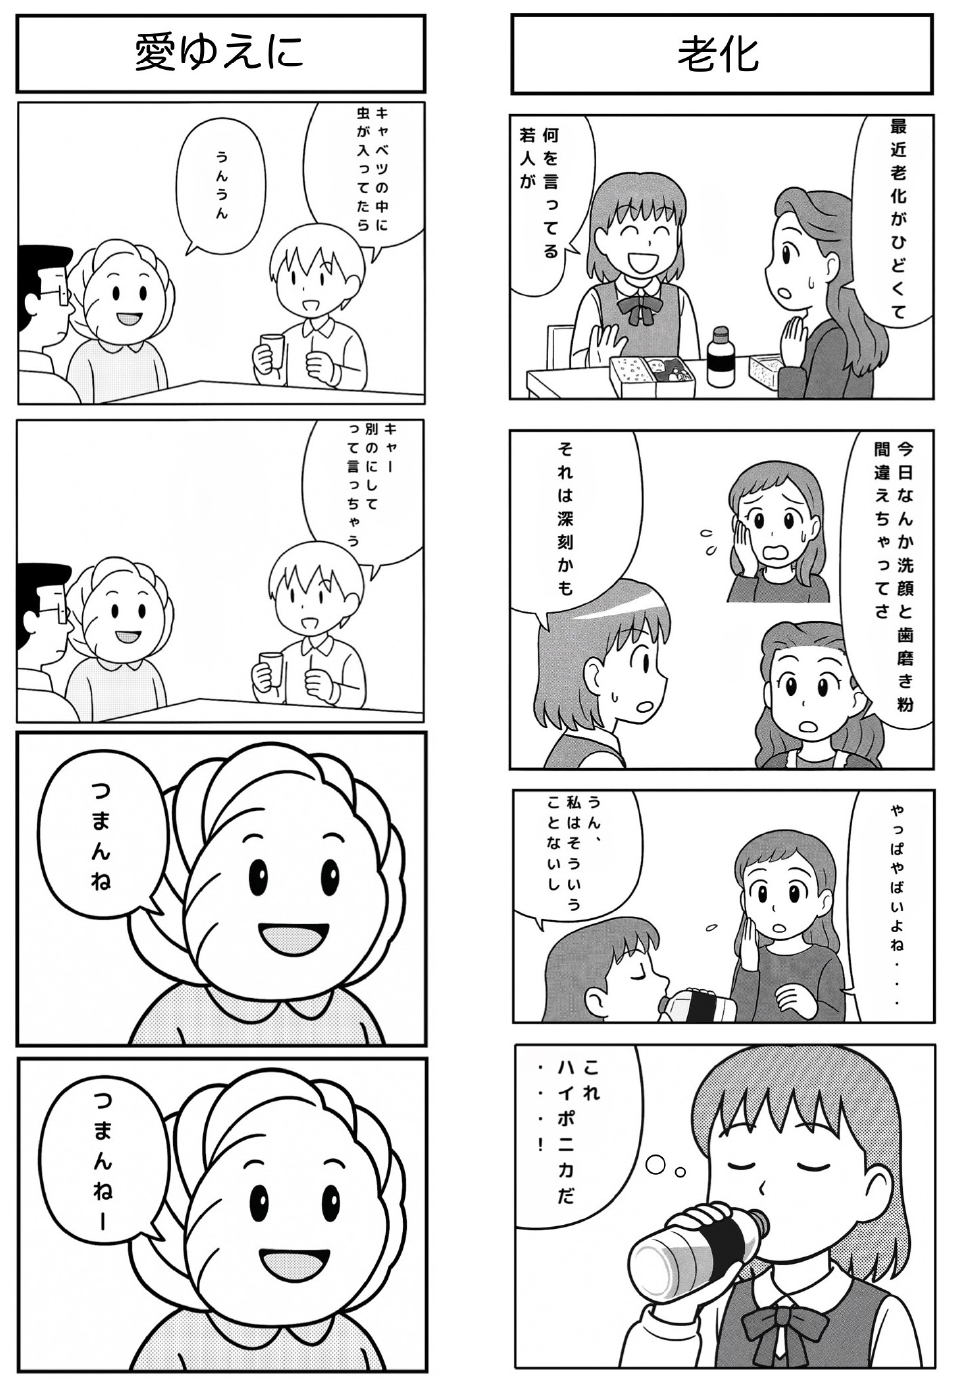 老化
最近老化がひどくて
何を言ってる
若人が
今日なんか洗顔と歯磨き粉
間違えちゃってさ
それは深刻かも
やっぱやばいよね・・・
うん、
私はそういう
ことないし
これ
ハイポニカだ
・・・・!
愛ゆえに
キャベツの中に
虫が入ってたら
うんうん
キャー
別のにして
って言っちゃう
つまんね
つまんねー